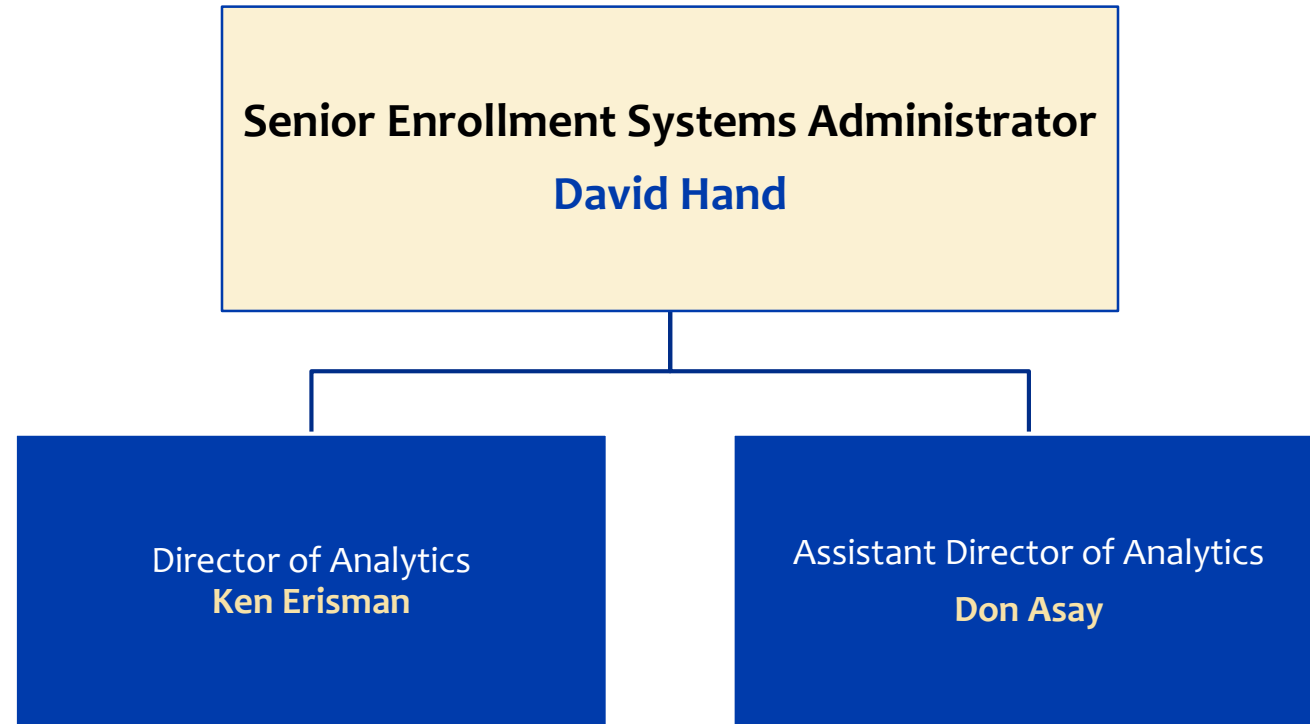 Senior Enrollment Systems Administrator
David Hand
Director of Analytics
Ken Erisman
Assistant Director of Analytics
Don Asay